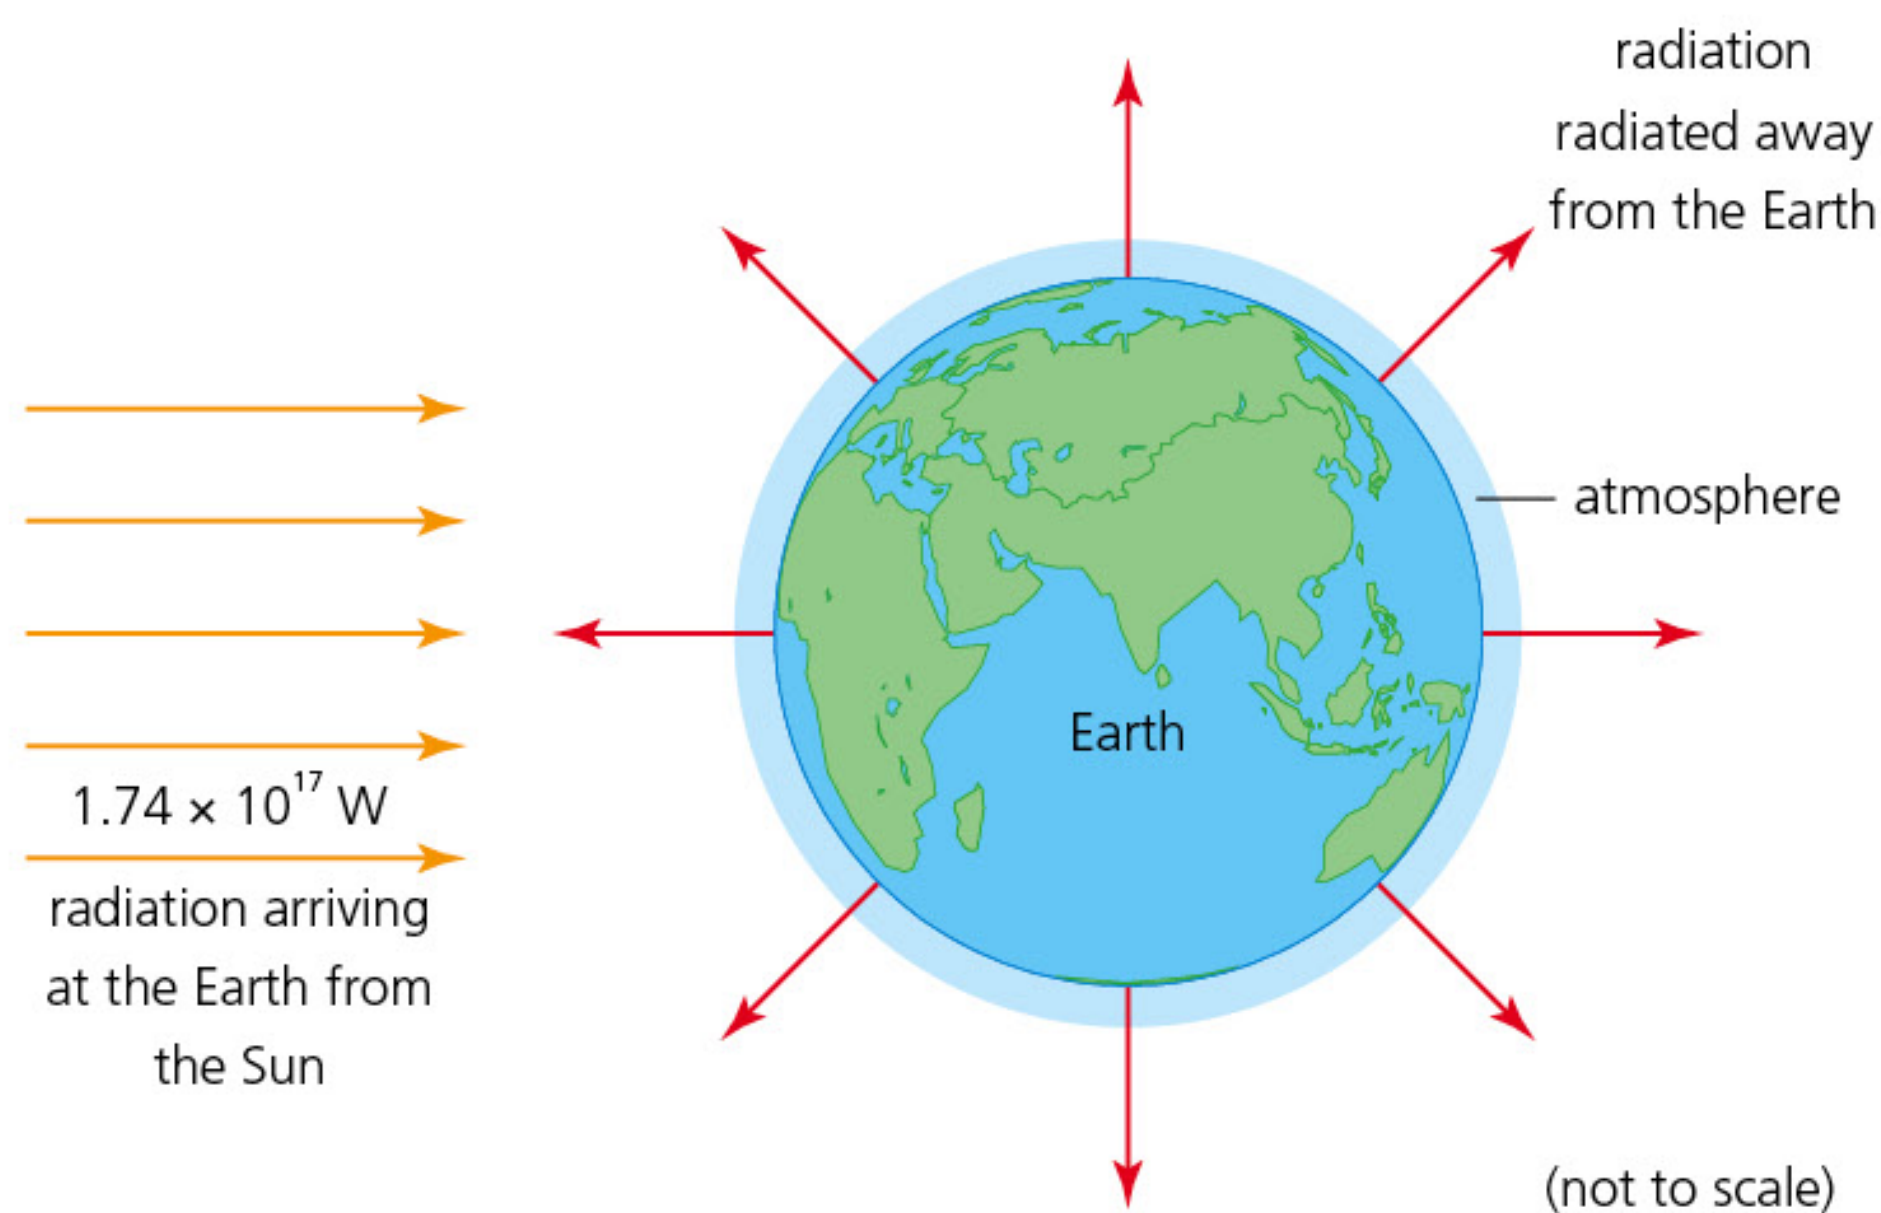 radiation
radiated away
from the Earth
atmosphere
Earth
1.74 × 10¹⁷ W
radiation arriving
at the Earth from
the Sun
(not to scale)